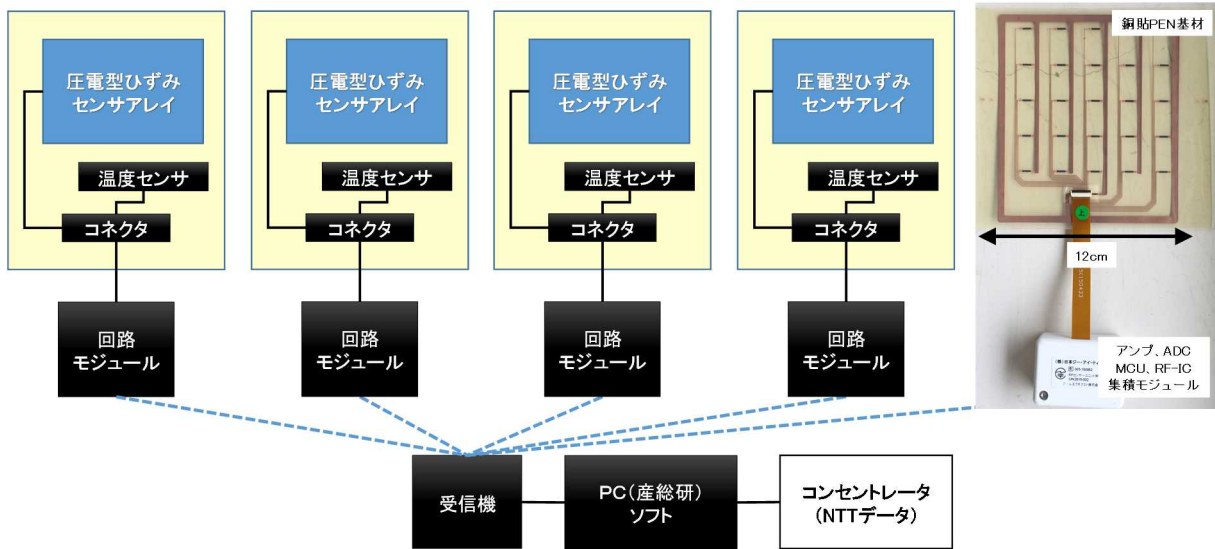 圧電型ひずみ
センサアレイ
温度センサ
コネクタ
回路
モジュール
圧電型ひずみ
センサアレイ
温度センサ
コネクタ
回路
モジュール
圧電型ひずみ
センサアレイ
温度センサ
コネクタ
回路
モジュール
圧電型ひずみ
センサアレイ
温度センサ
コネクタ
回路
モジュール
銅貼PEN基材
上
12cm
アンプ、ADC
MCU、RF-IC
集積モジュール
受信機
PC(産総研)
ソフト
コンセントレータ
(NTTデータ)